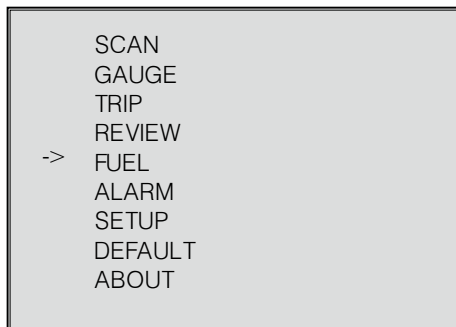 SCAN
GAUGE
TRIP
REVIEW
-> FUEL
ALARM
SETUP
DEFAULT
ABOUT